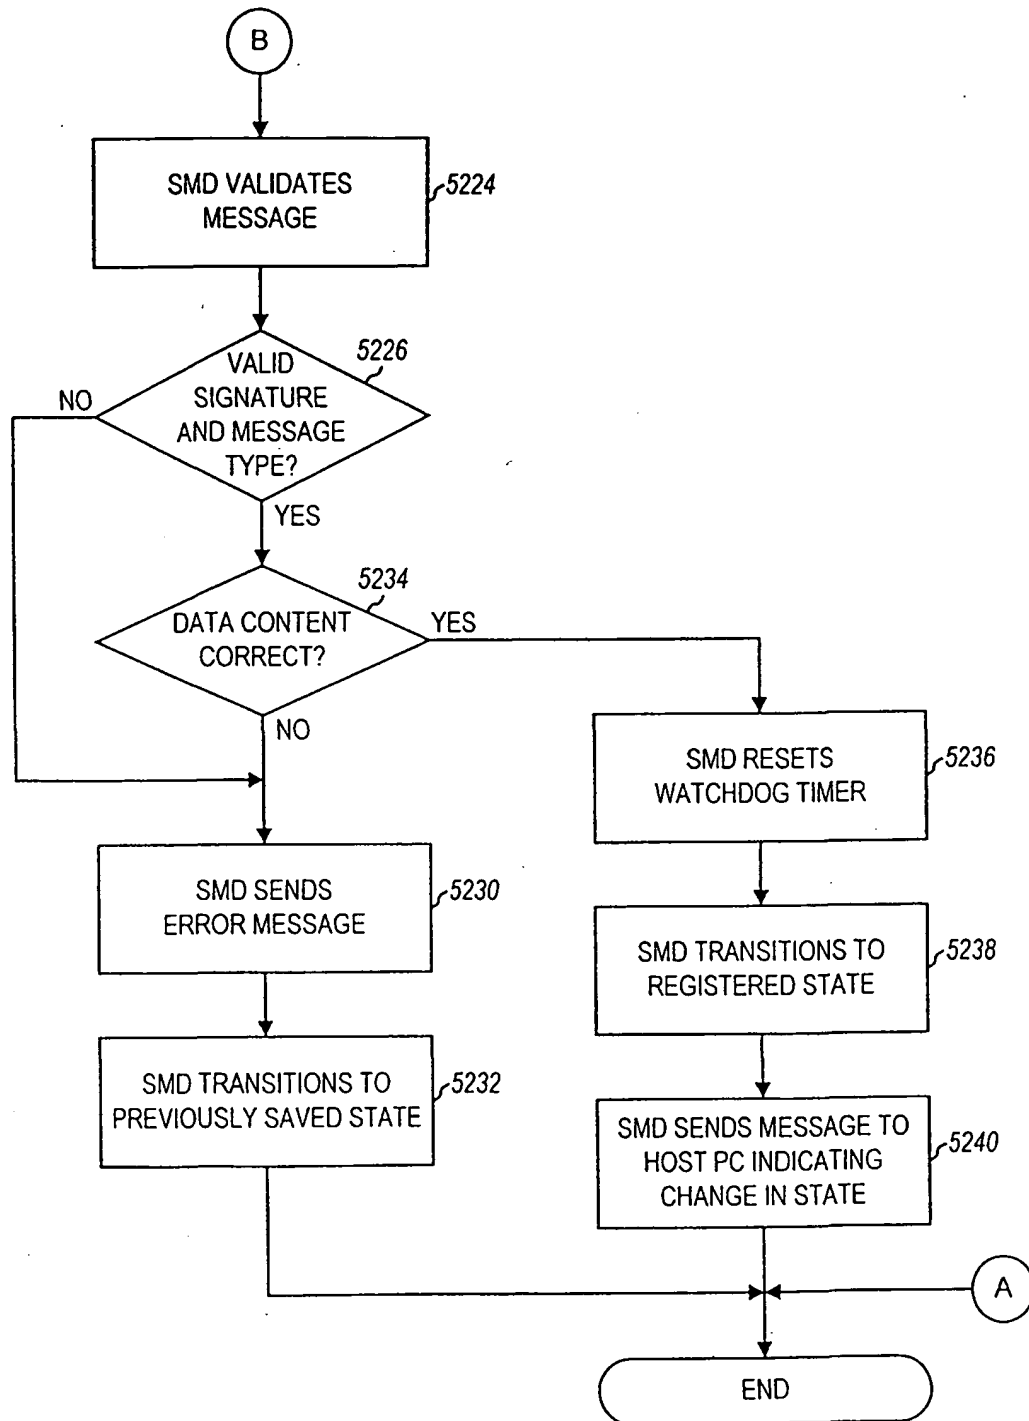 B
SMD VALIDATES
MESSAGE
5224
VALID
SIGNATURE
AND MESSAGE
TYPE?
5226
NO
YES
DATA CONTENT
CORRECT?
5234
YES
NO
SMD RESETS
WATCHDOG TIMER
5236
SMD SENDS
ERROR MESSAGE
5230
SMD TRANSITIONS TO
REGISTERED STATE
5238
SMD TRANSITIONS TO
PREVIOUSLY SAVED STATE
5232
SMD SENDS MESSAGE TO
HOST PC INDICATING
CHANGE IN STATE
5240
A
END